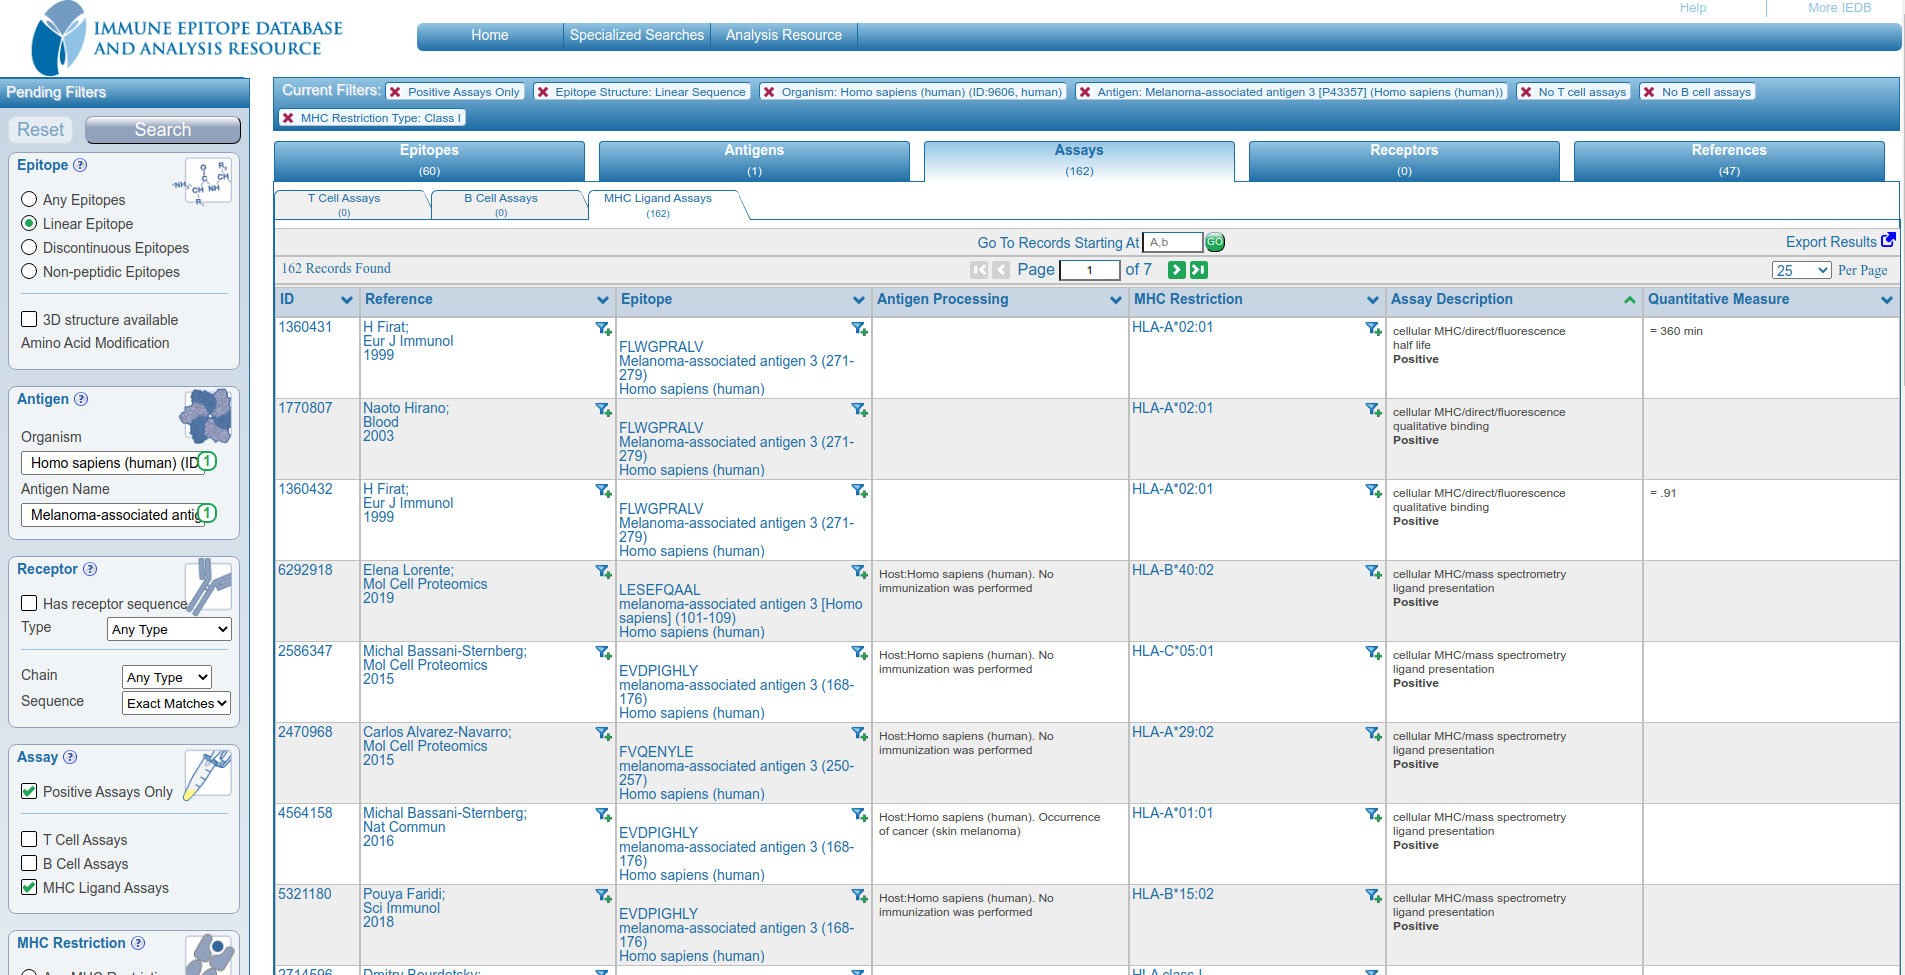 Help
More IEDB
IMMUNE EPITOPE DATABASE
AND ANALYSIS RESOURCE
Home
Specialized Searches
Analysis Resource
Pending Filters
Reset
Search
Epitope ?
Any Epitopes
Linear Epitope
Discontinuous Epitopes
Non-peptidic Epitopes
3D structure available
Amino Acid Modification
Antigen ?
Organism
Homo sapiens (human) (ID
1
Antigen Name
Melanoma-associated antig
1
Receptor ?
Has receptor sequence
Type
Any Type
Chain
Any Type
Sequence
Exact Matches
Assay ?
Positive Assays Only
T Cell Assays
B Cell Assays
MHC Ligand Assays
MHC Restriction ?
Current Filters:
Positive Assays Only
Epitope Structure: Linear Sequence
Organism: Homo sapiens (human) (ID:9606, human)
Antigen: Melanoma-associated antigen 3 [P43357] (Homo sapiens (human))
No T cell assays
No B cell assays
MHC Restriction Type: Class I
Epitopes
(60)
Antigens
(1)
Assays
(162)
Receptors
(0)
References
(47)
T Cell Assays
(0)
B Cell Assays
(0)
MHC Ligand Assays
(162)
Go To Records Starting At
A,b
GO
Export Results
162 Records Found
Page
1
of 7
25
Per Page
ID
Reference
Epitope
Antigen Processing
MHC Restriction
Assay Description
Quantitative Measure
1360431
H Firat;
Eur J Immunol
1999
FLWGPRALV
Melanoma-associated antigen 3 (271-
279)
Homo sapiens (human)
HLA-A*02:01
cellular MHC/direct/fluorescence
half life
Positive
= 360 min
1770807
Naoto Hirano;
Blood
2003
FLWGPRALV
Melanoma-associated antigen 3 (271-
279)
Homo sapiens (human)
HLA-A*02:01
cellular MHC/direct/fluorescence
qualitative binding
Positive
1360432
H Firat;
Eur J Immunol
1999
FLWGPRALV
Melanoma-associated antigen 3 (271-
279)
Homo sapiens (human)
HLA-A*02:01
cellular MHC/direct/fluorescence
qualitative binding
Positive
= .91
6292918
Elena Lorente;
Mol Cell Proteomics
2019
LESEFQAAL
melanoma-associated antigen 3 [Homo
sapiens] (101-109)
Homo sapiens (human)
Host:Homo sapiens (human). No
immunization was performed
HLA-B*40:02
cellular MHC/mass spectrometry
ligand presentation
Positive
2586347
Michal Bassani-Sternberg;
Mol Cell Proteomics
2015
EVDPIGHLY
melanoma-associated antigen 3 (168-
176)
Homo sapiens (human)
Host:Homo sapiens (human). No
immunization was performed
HLA-C*05:01
cellular MHC/mass spectrometry
ligand presentation
Positive
2470968
Carlos Alvarez-Navarro;
Mol Cell Proteomics
2015
FVQENYLE
melanoma-associated antigen 3 (250-
257)
Homo sapiens (human)
Host:Homo sapiens (human). No
immunization was performed
HLA-A*29:02
cellular MHC/mass spectrometry
ligand presentation
Positive
4564158
Michal Bassani-Sternberg;
Nat Commun
2016
EVDPIGHLY
melanoma-associated antigen 3 (168-
176)
Homo sapiens (human)
Host:Homo sapiens (human). Occurrence
of cancer (skin melanoma)
HLA-A*01:01
cellular MHC/mass spectrometry
ligand presentation
Positive
5321180
Pouya Faridi;
Sci Immunol
2018
EVDPIGHLY
melanoma-associated antigen 3 (168-
176)
Homo sapiens (human)
Host:Homo sapiens (human). No
immunization was performed
HLA-B*15:02
cellular MHC/mass spectrometry
ligand presentation
Positive
2714596
Dmitry Bourdetsky;
HLA class I